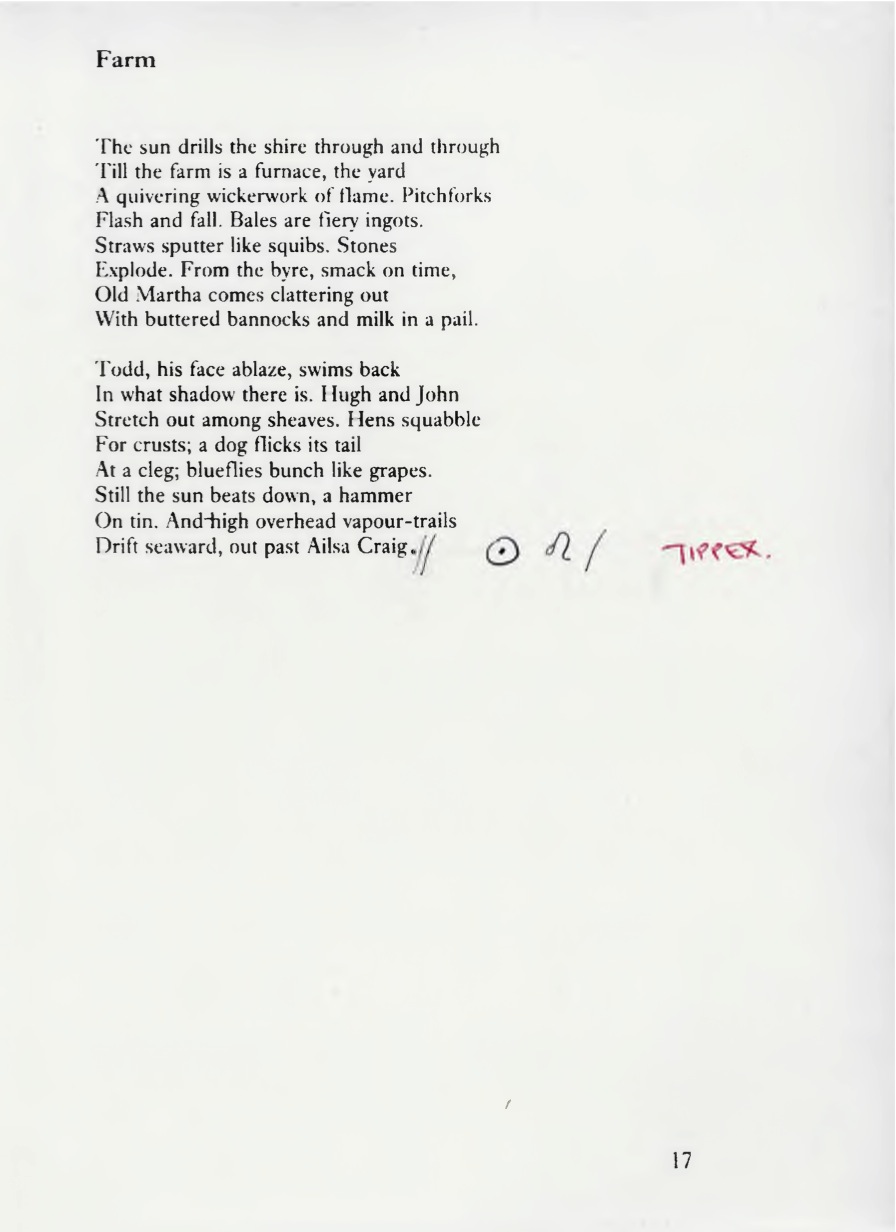 Farm

The sun drills the shire through and through
Till the farm is a furnace, the yard
A quivering wickerwork of flame. Pitchforks
Flash and fall. Bales are fiery ingots.
Straws sputter like squibs. Stones
Explode. From the byre, smack on time,
Old Martha comes clattering out
With buttered bannocks and milk in a pail.

Todd, his face ablaze, swims back
In what shadow there is. Hugh and John
Stretch out among sheaves. Hens squabble
For crusts; a dog flicks its tail
At a cleg; blueflies bunch like grapes.
Still the sun beats down, a hammer
On tin. And high overhead vapour-trails
Drift seaward, out past Ailsa Craig. TIPPEX.

17